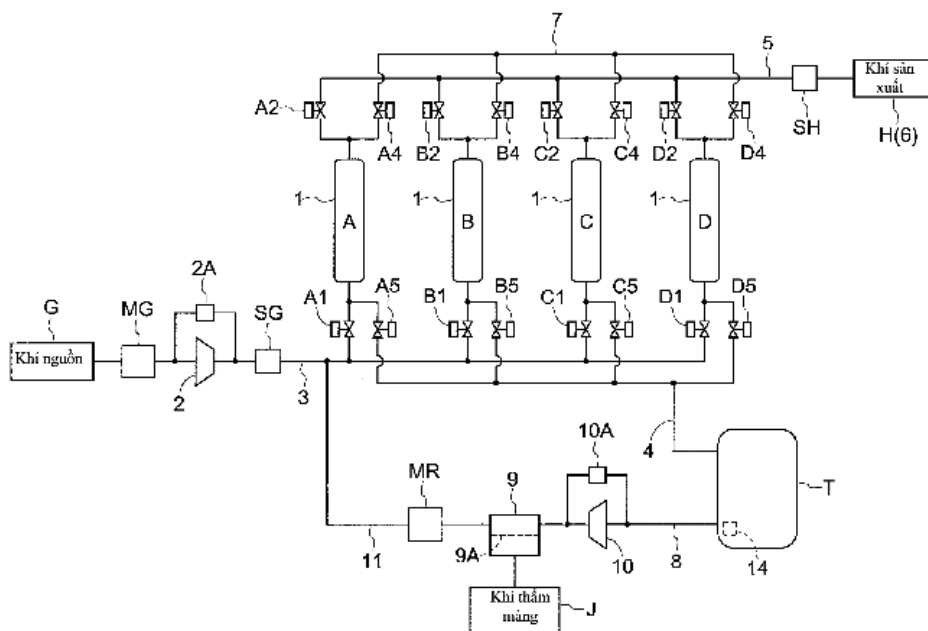 7
5
Khí sản
xuất
H(6)
SH
A2
A4
B2
B4
C2
C4
D2
D4
1
A
1
B
1
C
1
D
2A
G
MG
SG
A1
A5
B1
B5
C1
C5
D1
D5
Khí nguồn
2
3
4
10A
MR
9
T
9A
11
10
8
14
Khí thẩm
màng
J